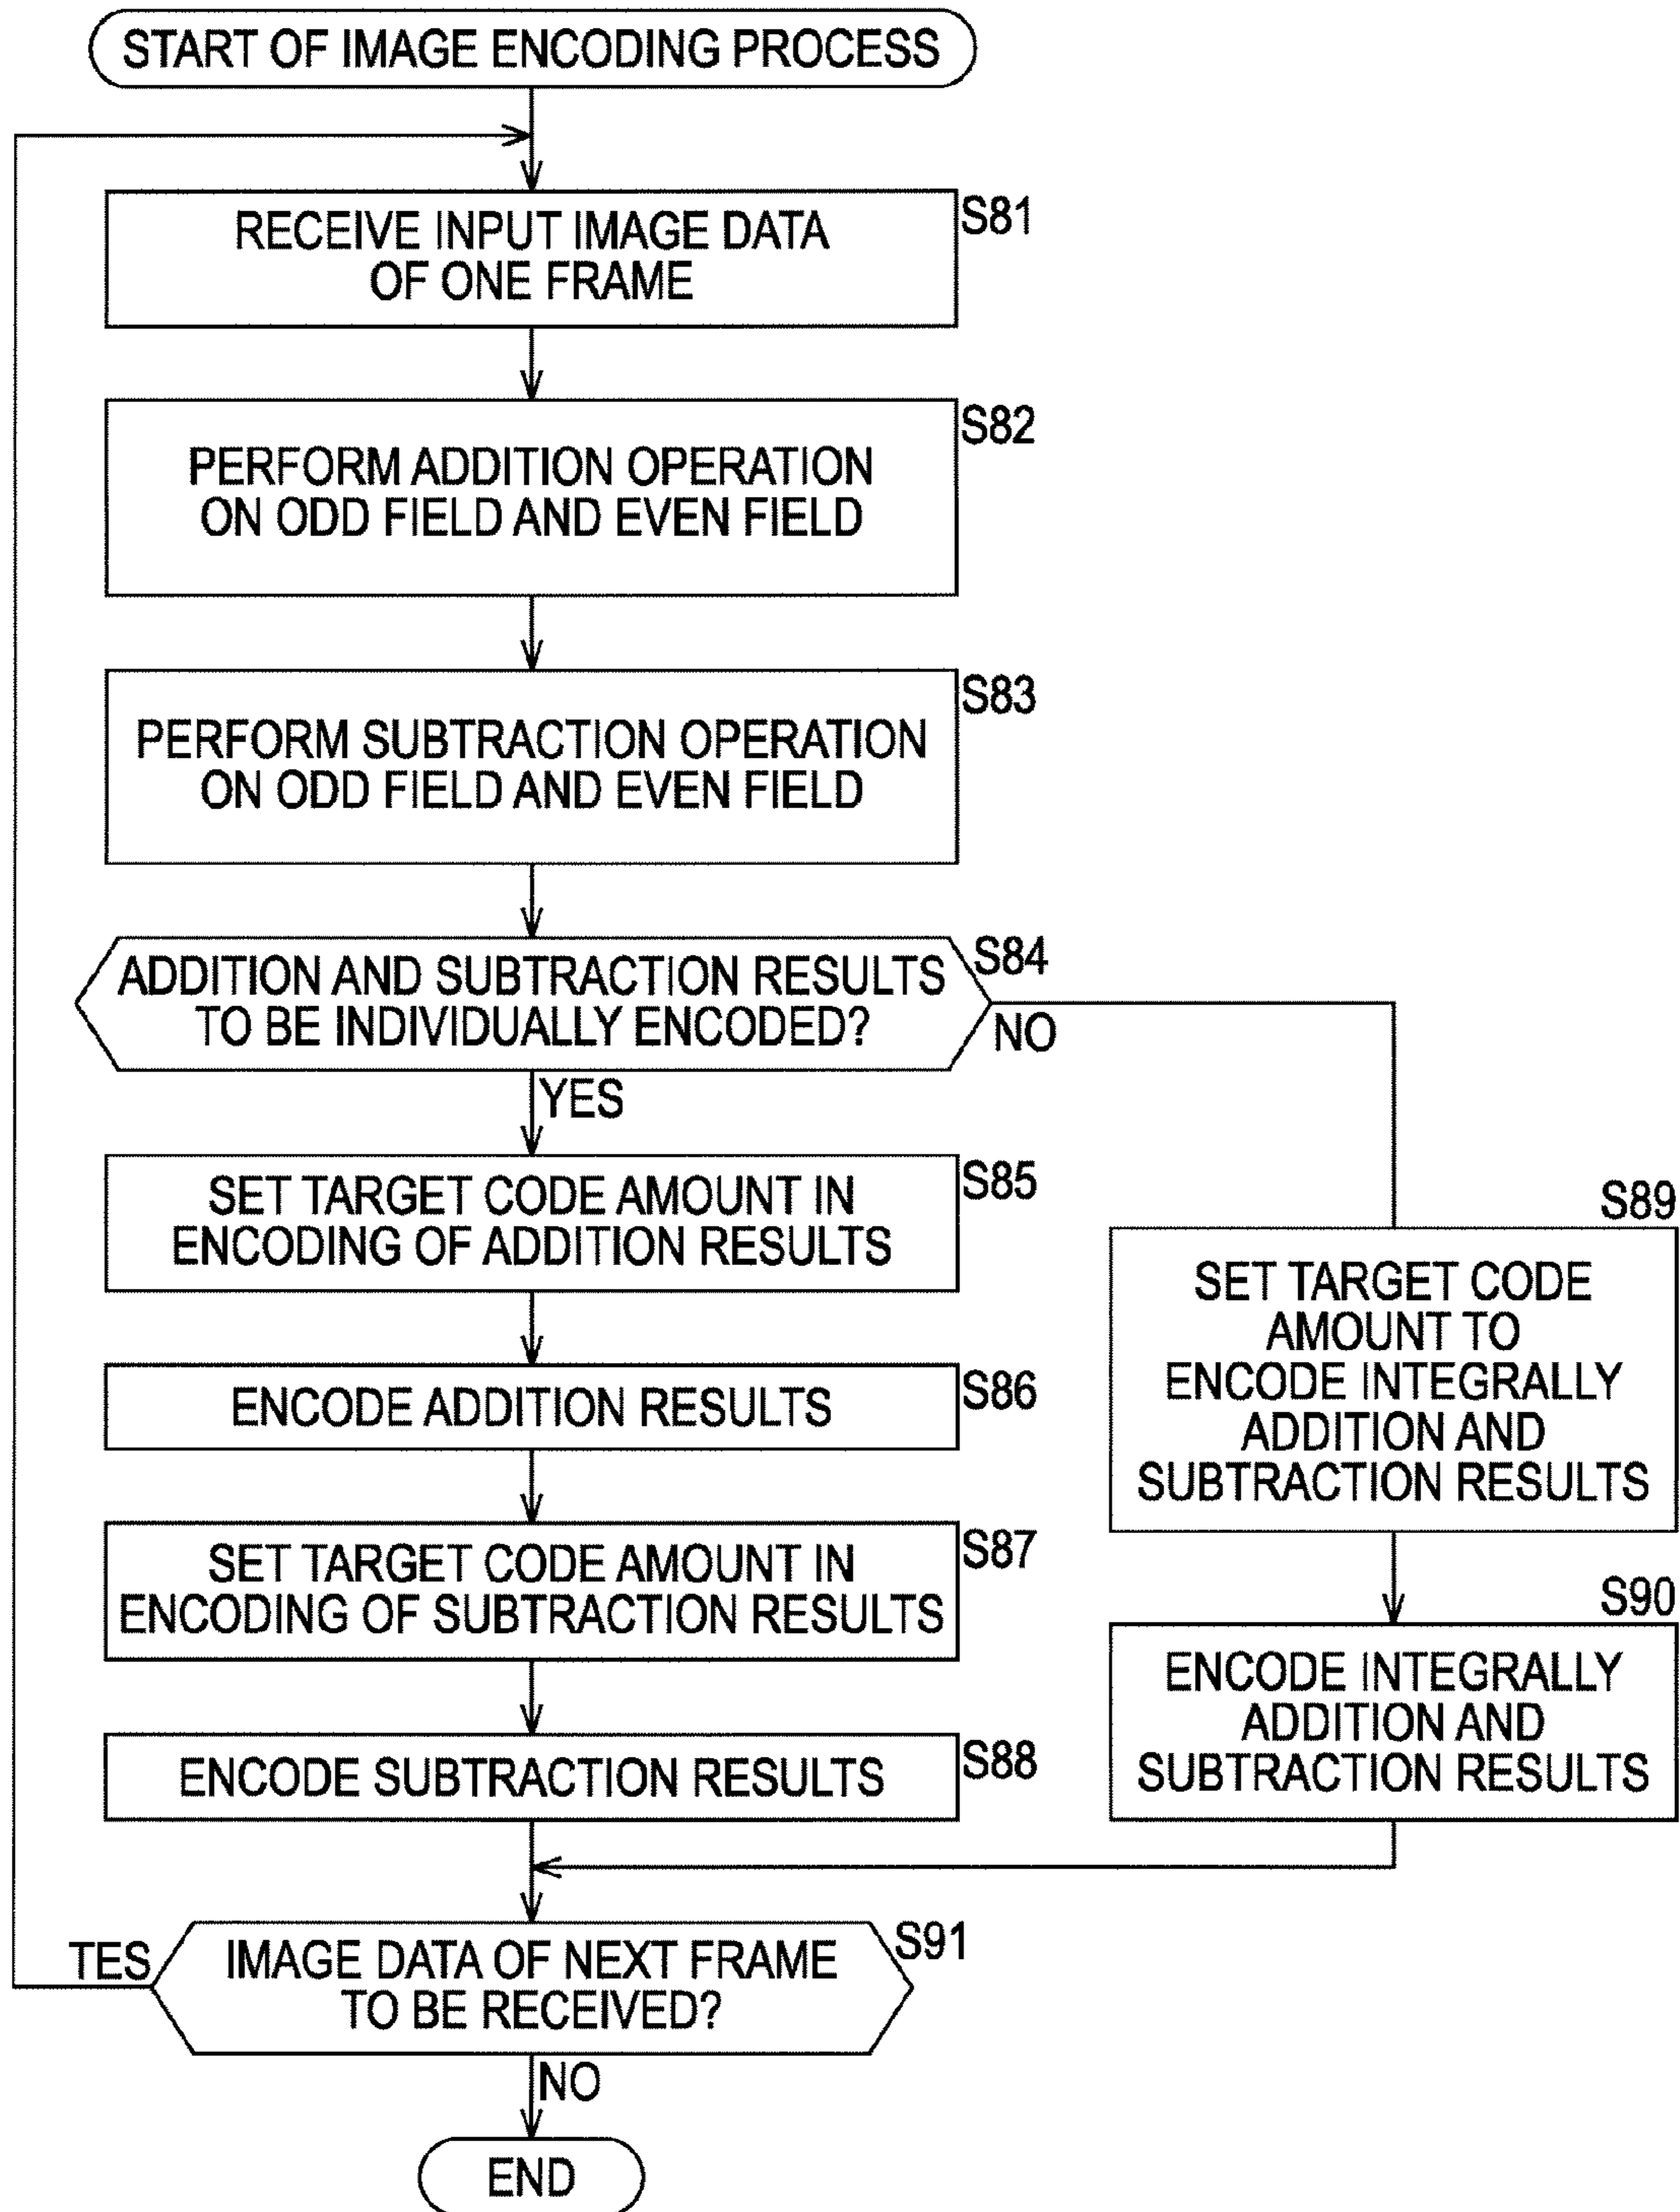 START OF IMAGE ENCODING PROCESS
S81
RECEIVE INPUT IMAGE DATA
OF ONE FRAME
S82
PERFORM ADDITION OPERATION
ON ODD FIELD AND EVEN FIELD
S83
PERFORM SUBTRACTION OPERATION
ON ODD FIELD AND EVEN FIELD
S84
ADDITION AND SUBTRACTION RESULTS
TO BE INDIVIDUALLY ENCODED?
NO
YES
S85
SET TARGET CODE AMOUNT IN
ENCODING OF ADDITION RESULTS
S86
ENCODE ADDITION RESULTS
S87
SET TARGET CODE AMOUNT IN
ENCODING OF SUBTRACTION RESULTS
S88
ENCODE SUBTRACTION RESULTS
S89
SET TARGET CODE
AMOUNT TO
ENCODE INTEGRALLY
ADDITION AND
SUBTRACTION RESULTS
S90
ENCODE INTEGRALLY
ADDITION AND
SUBTRACTION RESULTS
S91
TES
IMAGE DATA OF NEXT FRAME
TO BE RECEIVED?
NO
END